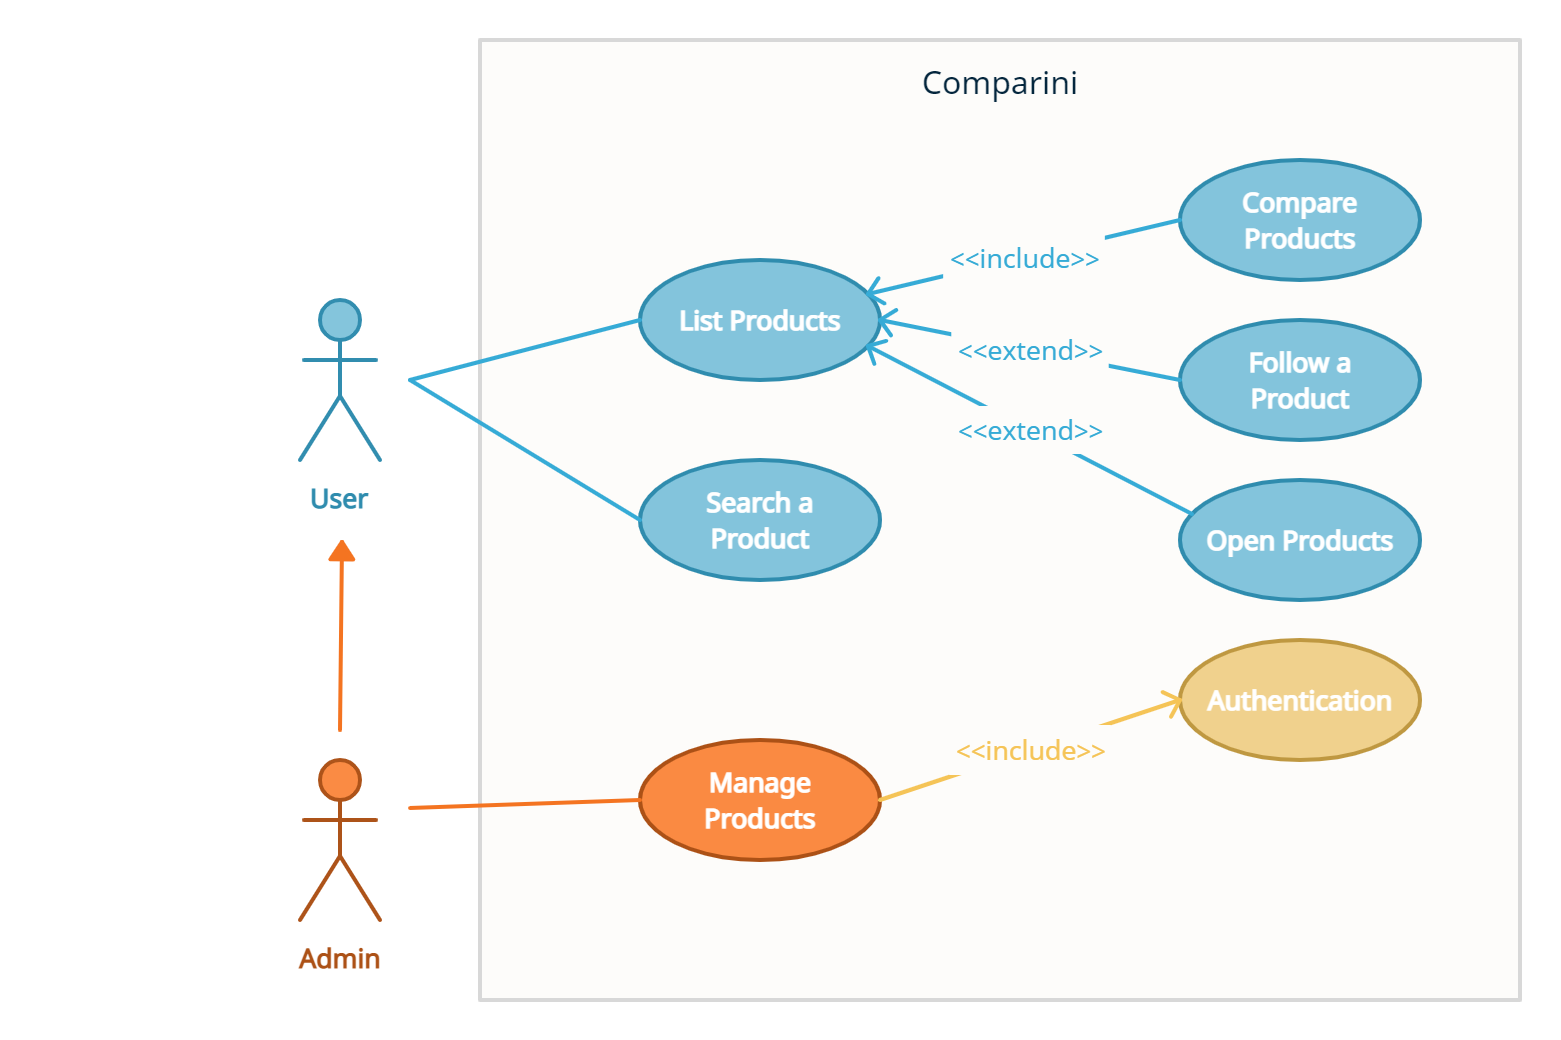 Comparini
Compare
Products
<<include>>
List Products
<<extend>>
Follow a
Product
<<extend>>
User
Search a
Product
Open Products
Authentication
<<include>>
Manage
Products
Admin